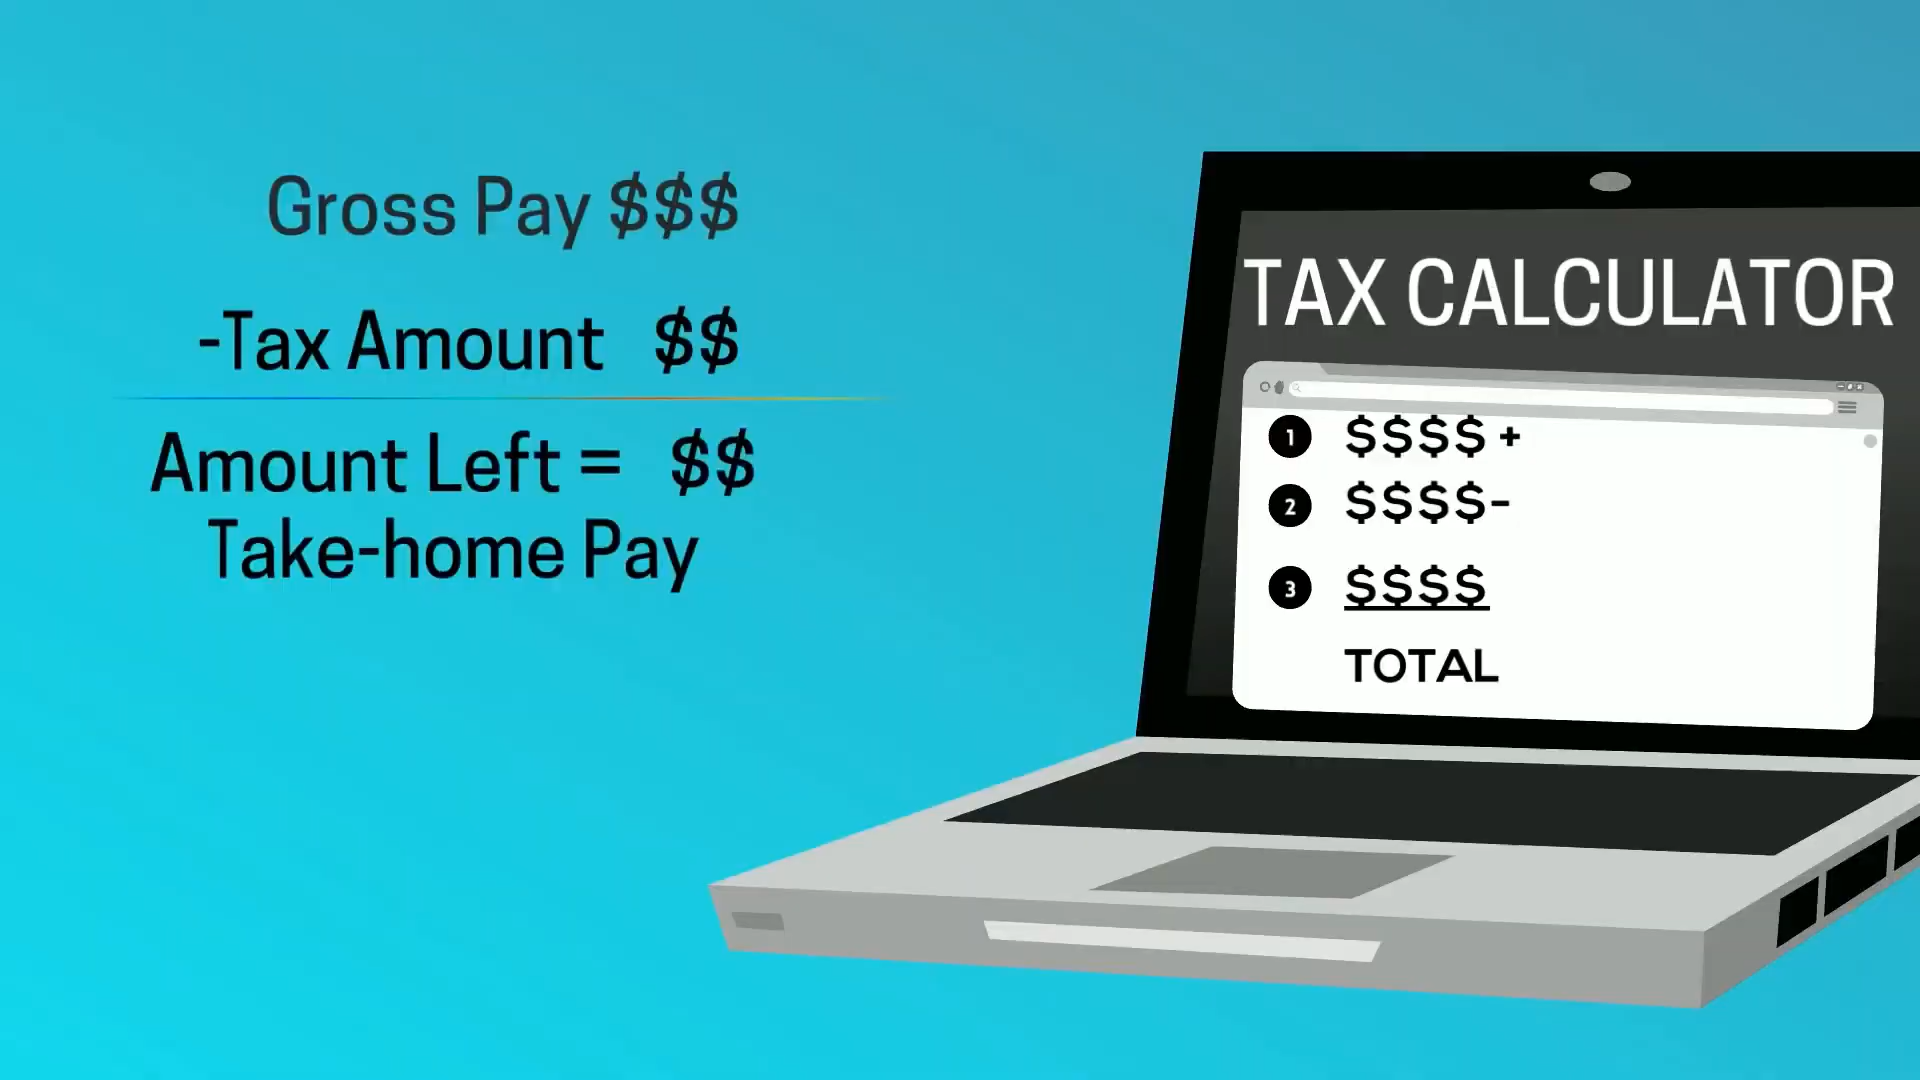 Gross Pay $$$
-Tax Amount $$
Amount Left = $$
Take-home Pay
TAX CALCULATOR
1 $$$$ +
2 $$$$-
3 $$$$
TOTAL